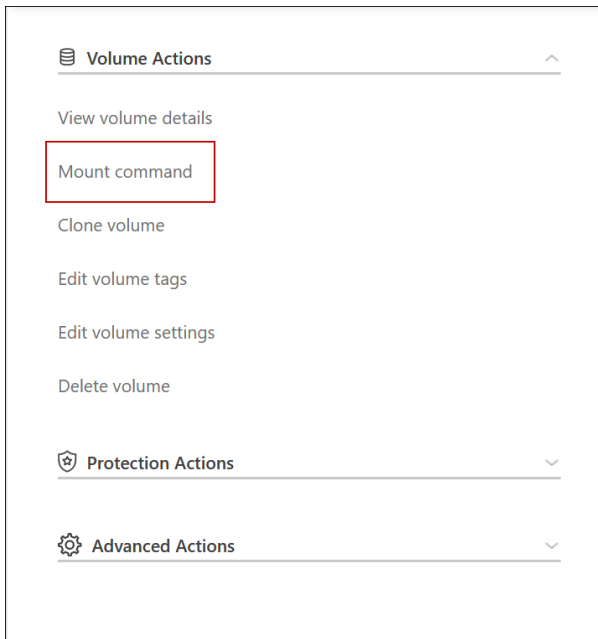 Volume Actions
View volume details
Mount command
Clone volume
Edit volume tags
Edit volume settings
Delete volume
Protection Actions
Advanced Actions